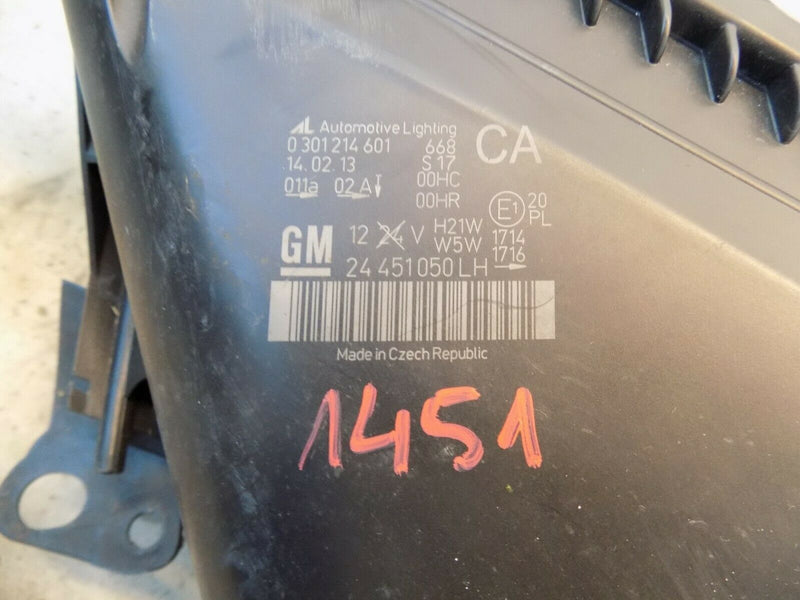 AL Automotive Lighting
CA
0 301 214 601 668
14.02.13 S 17
011a 02A 00HC
00HR
E1 20
PL
GM 12 24 V H21W 1714
W5W 1716
24 451 050 LH
Made in Czech Republic
1451